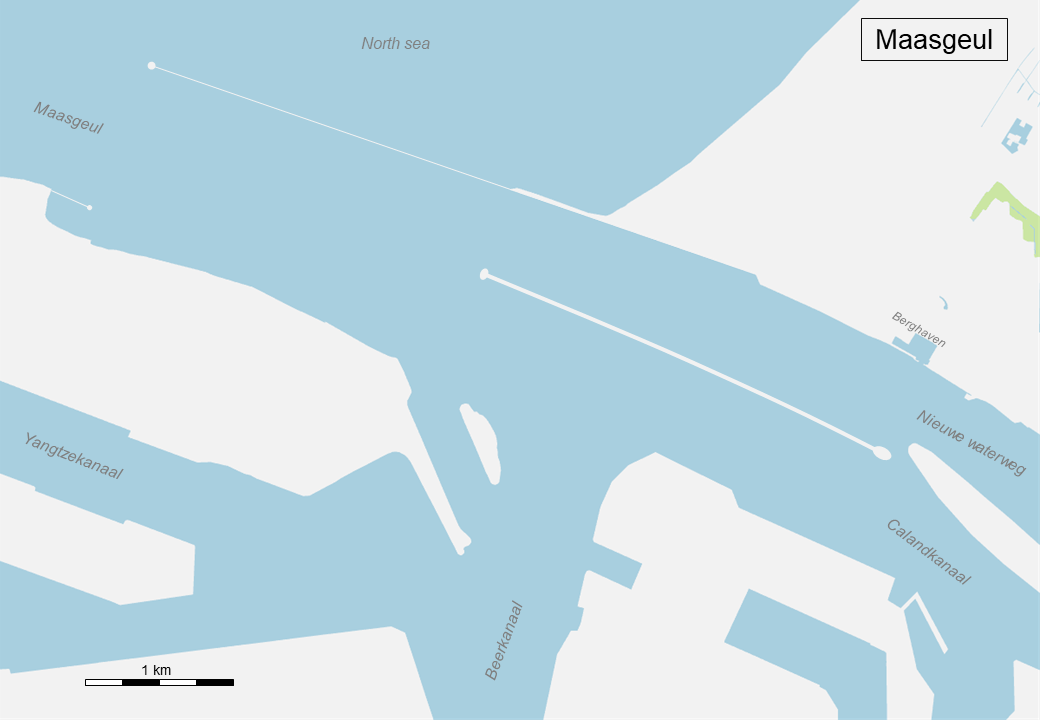 Maasgeul
North sea
Maasgeul
Berghaven
Nieuwe waterweg
Yangtzekanaal
Calandkanaal
Beerkanaal
1 km